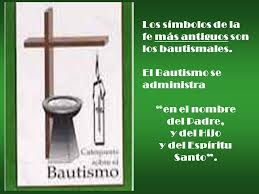 Los símbolos de la
fe más antiguos son
los bautismales.
El Bautismo se
administra
“en el nombre
del Padre,
y del Hijo
y del Espíritu
Santo”.
Catequesis
sobre el
Bautismo